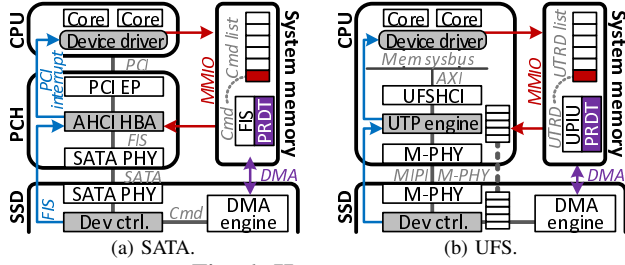 CPU
Core Core
Device driver
PCI
PCI interrupt
MMIO
Cmd list
System memory
PCH
PCI EP
AHCI HBA
FIS
SATA PHY
Cmd
FIS
PRDT
SATA
DMA
SSD
SATA PHY
FIS
Dev ctrl.
Cmd
DMA engine
(a) SATA.
CPU
Core Core
Device driver
Mem sysbus
AXI
UFSHCI
UTP engine
M-PHY
MMIO
UTRD list
System memory
UTRD
UPIU
PRDT
MIPI M-PHY
DMA
SSD
M-PHY
Dev ctrl.
DMA engine
(b) UFS.